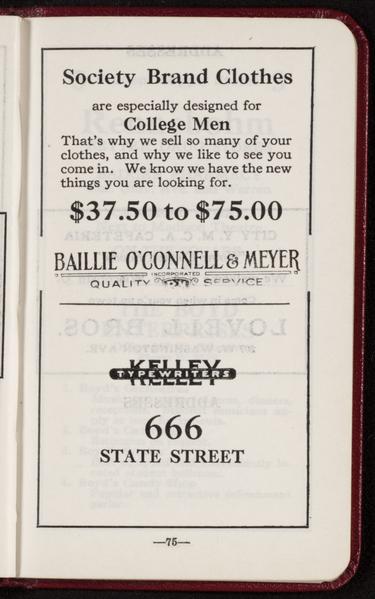 Society Brand Clothes
are especially designed for
College Men
That's why we sell so many of your
clothes, and why we like to see you
come in. We know we have the new
things you are looking for.
$37.50 to $75.00
BAILLIE O'CONNELL & MEYER
INCORPORATED
QUALITY SERVICE
KELLEY
TYPEWRITERS
666
STATE STREET
—75—